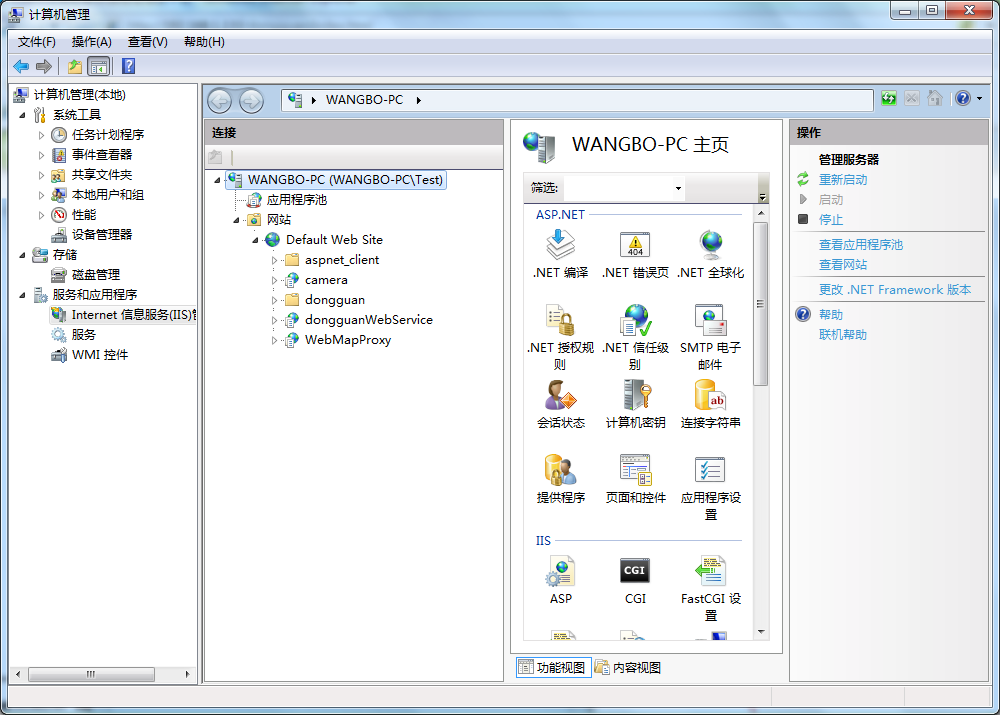 计算机管理
文件(F) 操作(A) 查看(V) 帮助(H)
计算机管理(本地)
系统工具
任务计划程序
事件查看器
共享文件夹
本地用户和组
性能
设备管理器
存储
磁盘管理
服务和应用程序
Internet 信息服务(IIS)
服务
WMI 控件
WANGBO-PC
连接
WANGBO-PC (WANGBO-PC\Test)
应用程序池
网站
Default Web Site
aspnet_client
camera
dongguan
dongguanWebService
WebMapProxy
WANGBO-PC 主页
筛选:
ASP.NET
.NET 编译
404
.NET 错误页
.NET 全球化
.NET 授权规
则
.NET 信任级
别
SMTP 电子
邮件
会话状态
计算机密钥
ab
连接字符串
提供程序
页面和控件
应用程序设
置
IIS
ASP
CGI
CGI
FastCGI 设
置
功能视图
内容视图
操作
管理服务器
重新启动
启动
停止
查看应用程序池
查看网站
更改 .NET Framework 版本
帮助
联机帮助